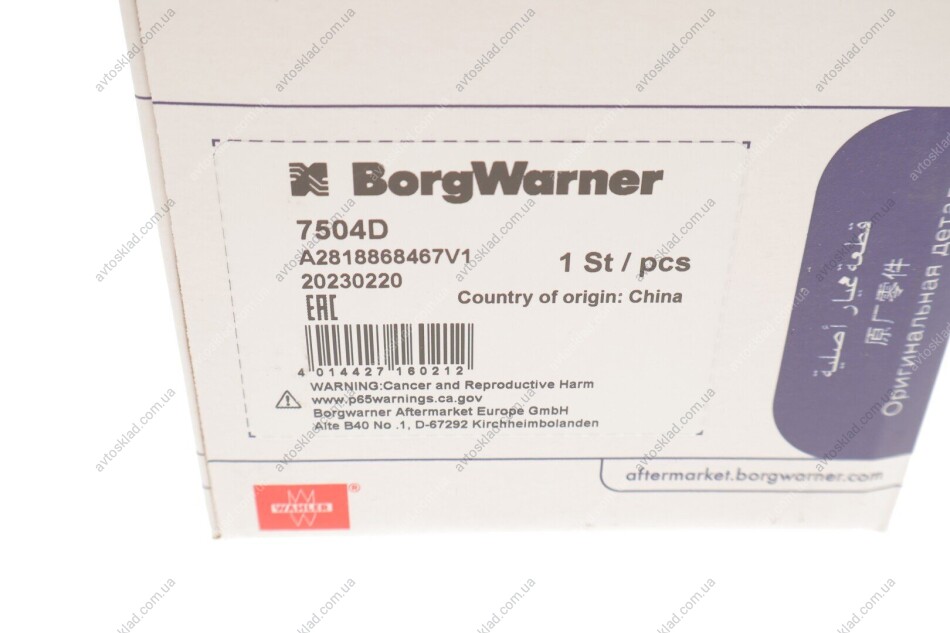 BorgWarner
7504D
A2818868467V1
1 St / pcs
20230220
Country of origin: China
EAC
4 014427 160212
WARNING:Cancer and Reproductive Harm
www.p65warnings.ca.gov
Borgwarner Aftermarket Europe GmbH
Alte B40 No .1, D-67292 Kirchheimbolanden
قطعة غيار أصلية
原厂零件
Оригинальная
aftermarket.borgwarner.com
WAHLER
avtosklad.com.ua